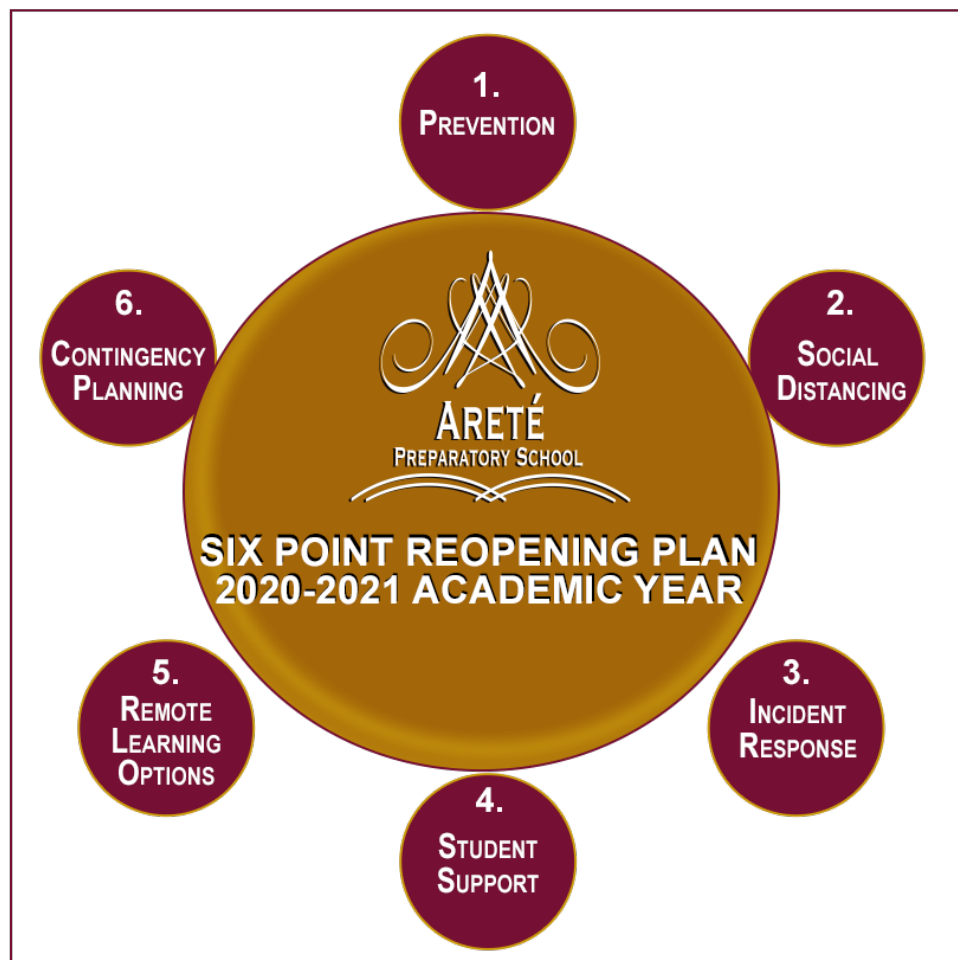 1.
PREVENTION
2.
SOCIAL
DISTANCING
3.
INCIDENT
RESPONSE
4.
STUDENT
SUPPORT
5.
REMOTE
LEARNING
OPTIONS
6.
CONTINGENCY
PLANNING
ARETÉ
PREPARATORY SCHOOL
SIX POINT REOPENING PLAN
2020-2021 ACADEMIC YEAR